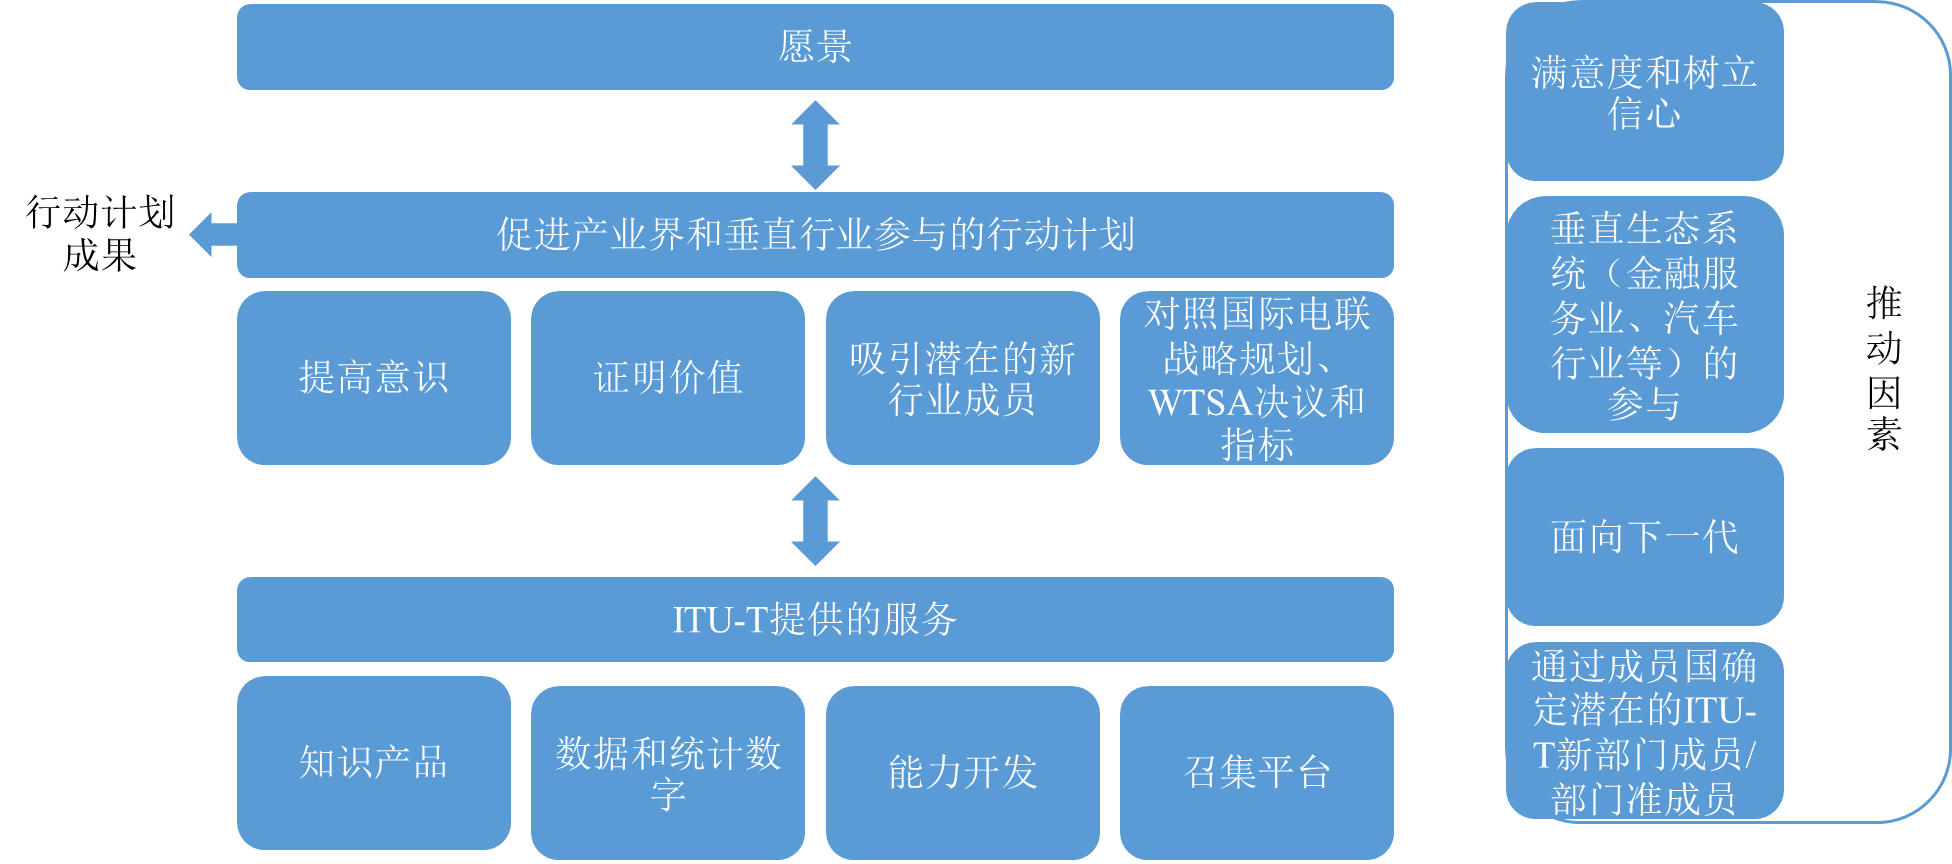 愿景
行动计划
成果
促进产业界和垂直行业参与的行动计划
提高意识
证明价值
吸引潜在的新
行业成员
对照国际电联
战略规划、
WTSA决议和
指标
ITU-T提供的服务
知识产品
数据和统计数
字
能力开发
召集平台
满意度和树立
信心
垂直生态系
统（金融服
务业、汽车
行业等）的
参与
面向下一代
通过成员国确
定潜在的ITU-
T新部门成员/
部门准成员
推
动
因
素